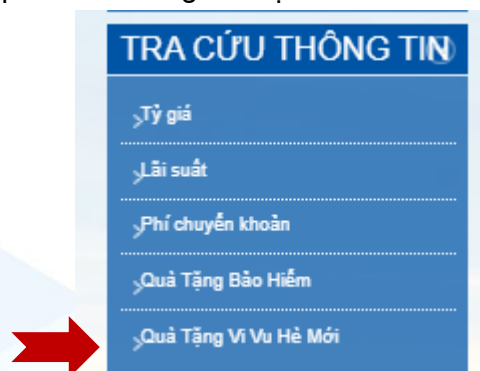 TRA CỨU THÔNG TIN
Tỷ giá
Lãi suất
Phí chuyển khoản
Quà Tặng Bảo Hiểm
Quà Tặng Vi Vu Hè Mới